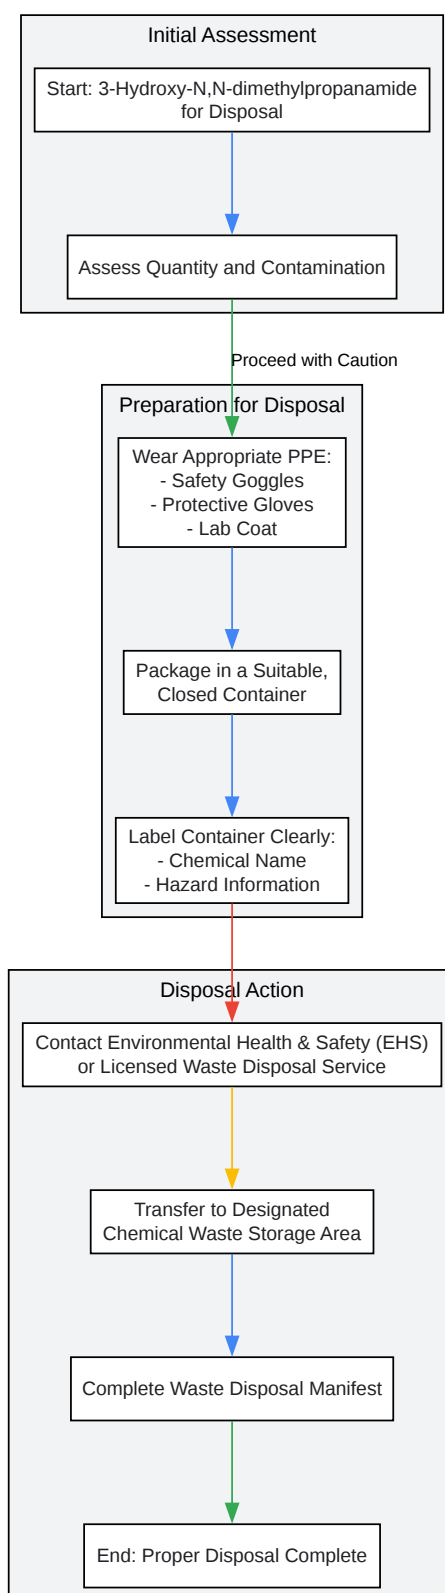 Initial Assessment
Start: 3-Hydroxy-N,N-dimethylpropanamide
for Disposal
Assess Quantity and Contamination
Proceed with Caution
Preparation for Disposal
Wear Appropriate PPE:
- Safety Goggles
- Protective Gloves
- Lab Coat
Package in a Suitable,
Closed Container
Label Container Clearly:
- Chemical Name
- Hazard Information
Disposal Action
Contact Environmental Health & Safety (EHS)
or Licensed Waste Disposal Service
Transfer to Designated
Chemical Waste Storage Area
Complete Waste Disposal Manifest
End: Proper Disposal Complete